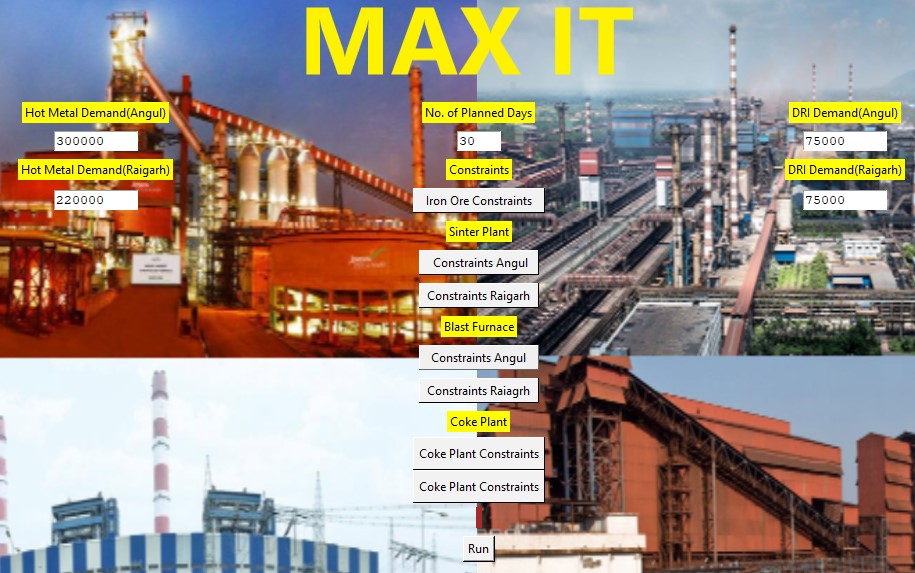 MAX IT
Hot Metal Demand(Angul)
No. of Planned Days
DRI Demand(Angul)
300000
30
75000
Hot Metal Demand(Raigarh)
Constraints
DRI Demand(Raigarh)
220000
Iron Ore Constraints
75000
Sinter Plant
Constraints Angul
Constraints Raigarh
Blast Furnace
Constraints Angul
Constraints Raiagrh
Coke Plant
Coke Plant Constraints
Coke Plant Constraints
Run